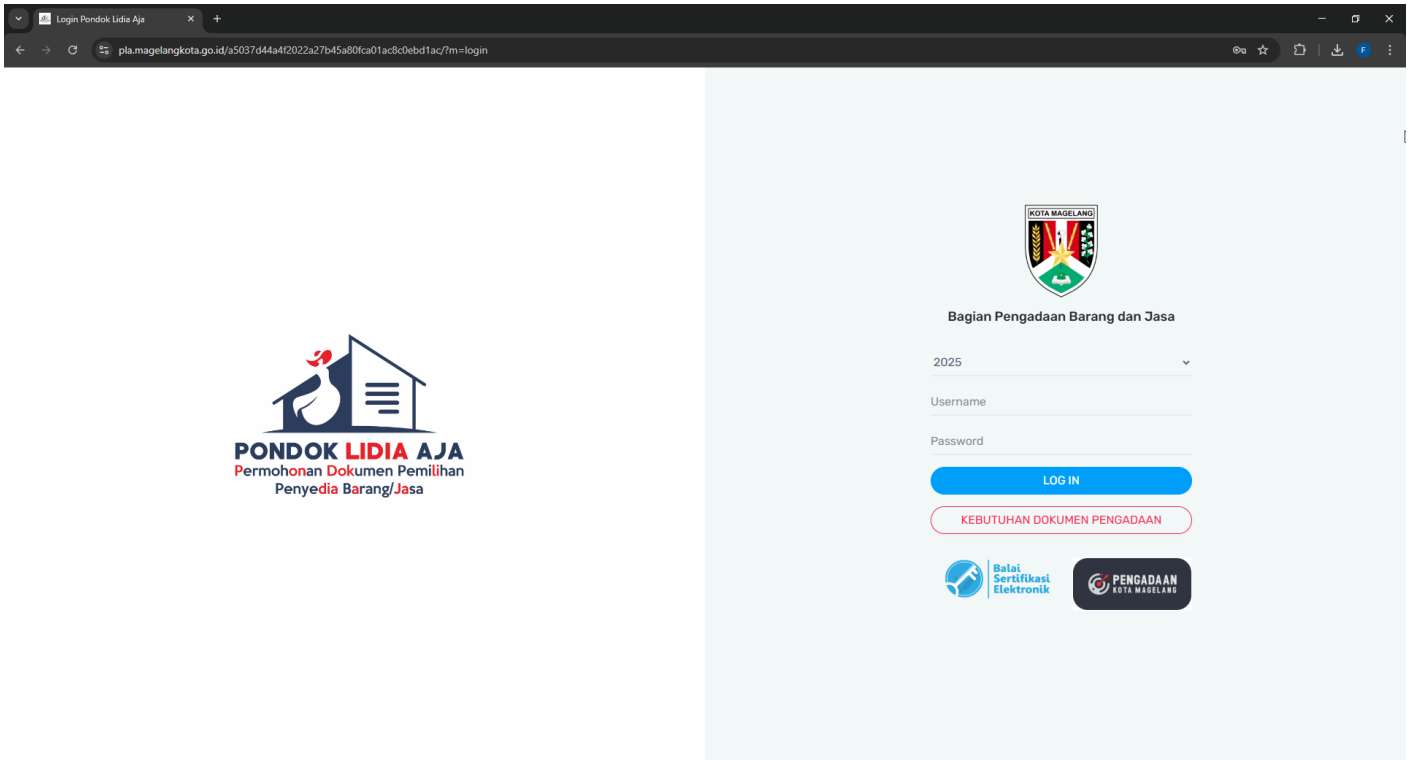 Login Pondok Lidia Aja
pla.magelangkota.go.id/a5037d44a4f2022a27b45a80fca01ac8c0ebd1ac/?m=login
F
PONDOK LIDIA AJA
Permohonan Dokumen Pemilihan
Penyedia Barang/Jasa
KOTA MAGELANG
Bagian Pengadaan Barang dan Jasa
2025
Username
Password
LOG IN
KEBUTUHAN DOKUMEN PENGADAAN
Balai
Sertifikasi
Elektronik
PENGADAAN
KOTA MAGELANG